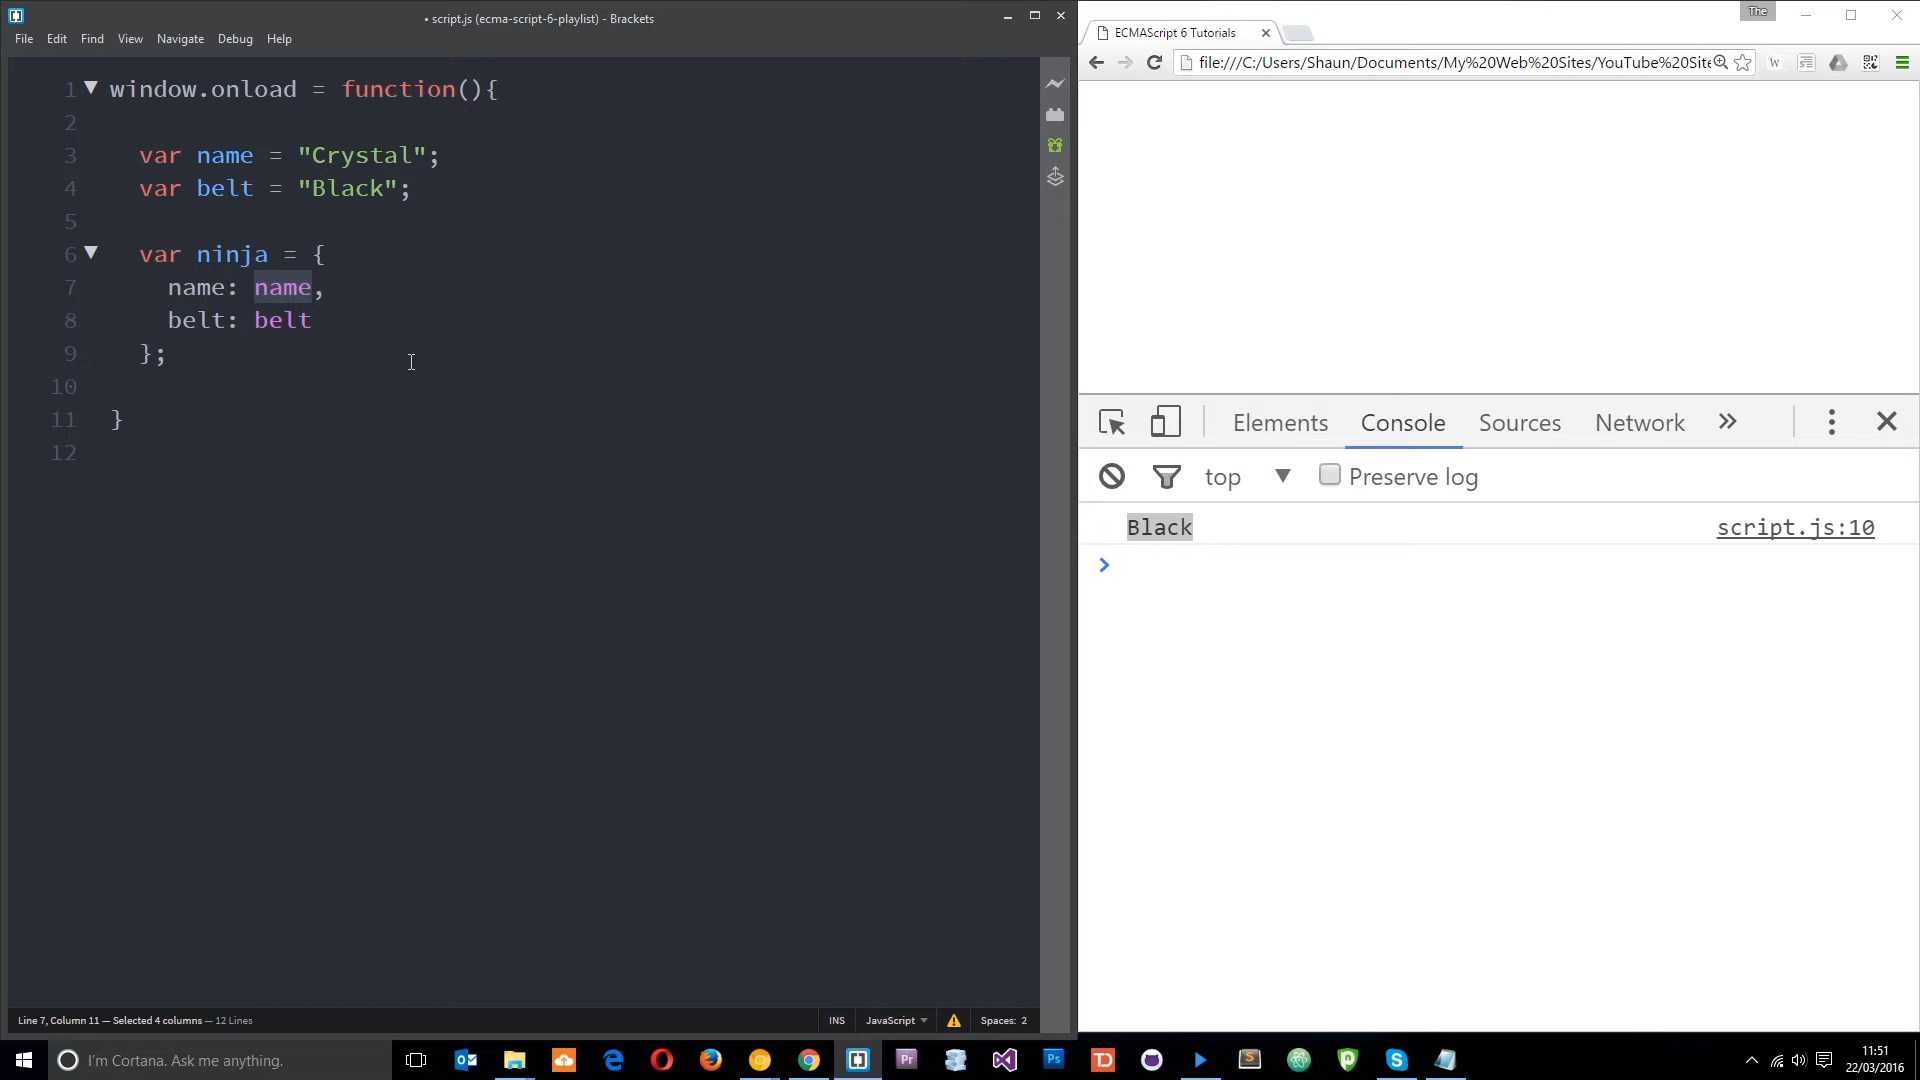 • script.js (ecma-script-6-playlist) - Brackets
File Edit Find View Navigate Debug Help
1 window.onload = function(){
2
3 var name = "Crystal";
4 var belt = "Black";
5
6 var ninja = {
7 name: name,
8 belt: belt
9 };
10
11 }
12
Line 7, Column 11 — Selected 4 columns — 12 Lines
INS JavaScript Spaces: 2
The
ECMAScript 6 Tutorials
file:///C:/Users/Shaun/Documents/My%20Web%20Sites/YouTube%20Site
Elements Console Sources Network
top Preserve log
Black script.js:10
I'm Cortana. Ask me anything.
11:51
22/03/2016